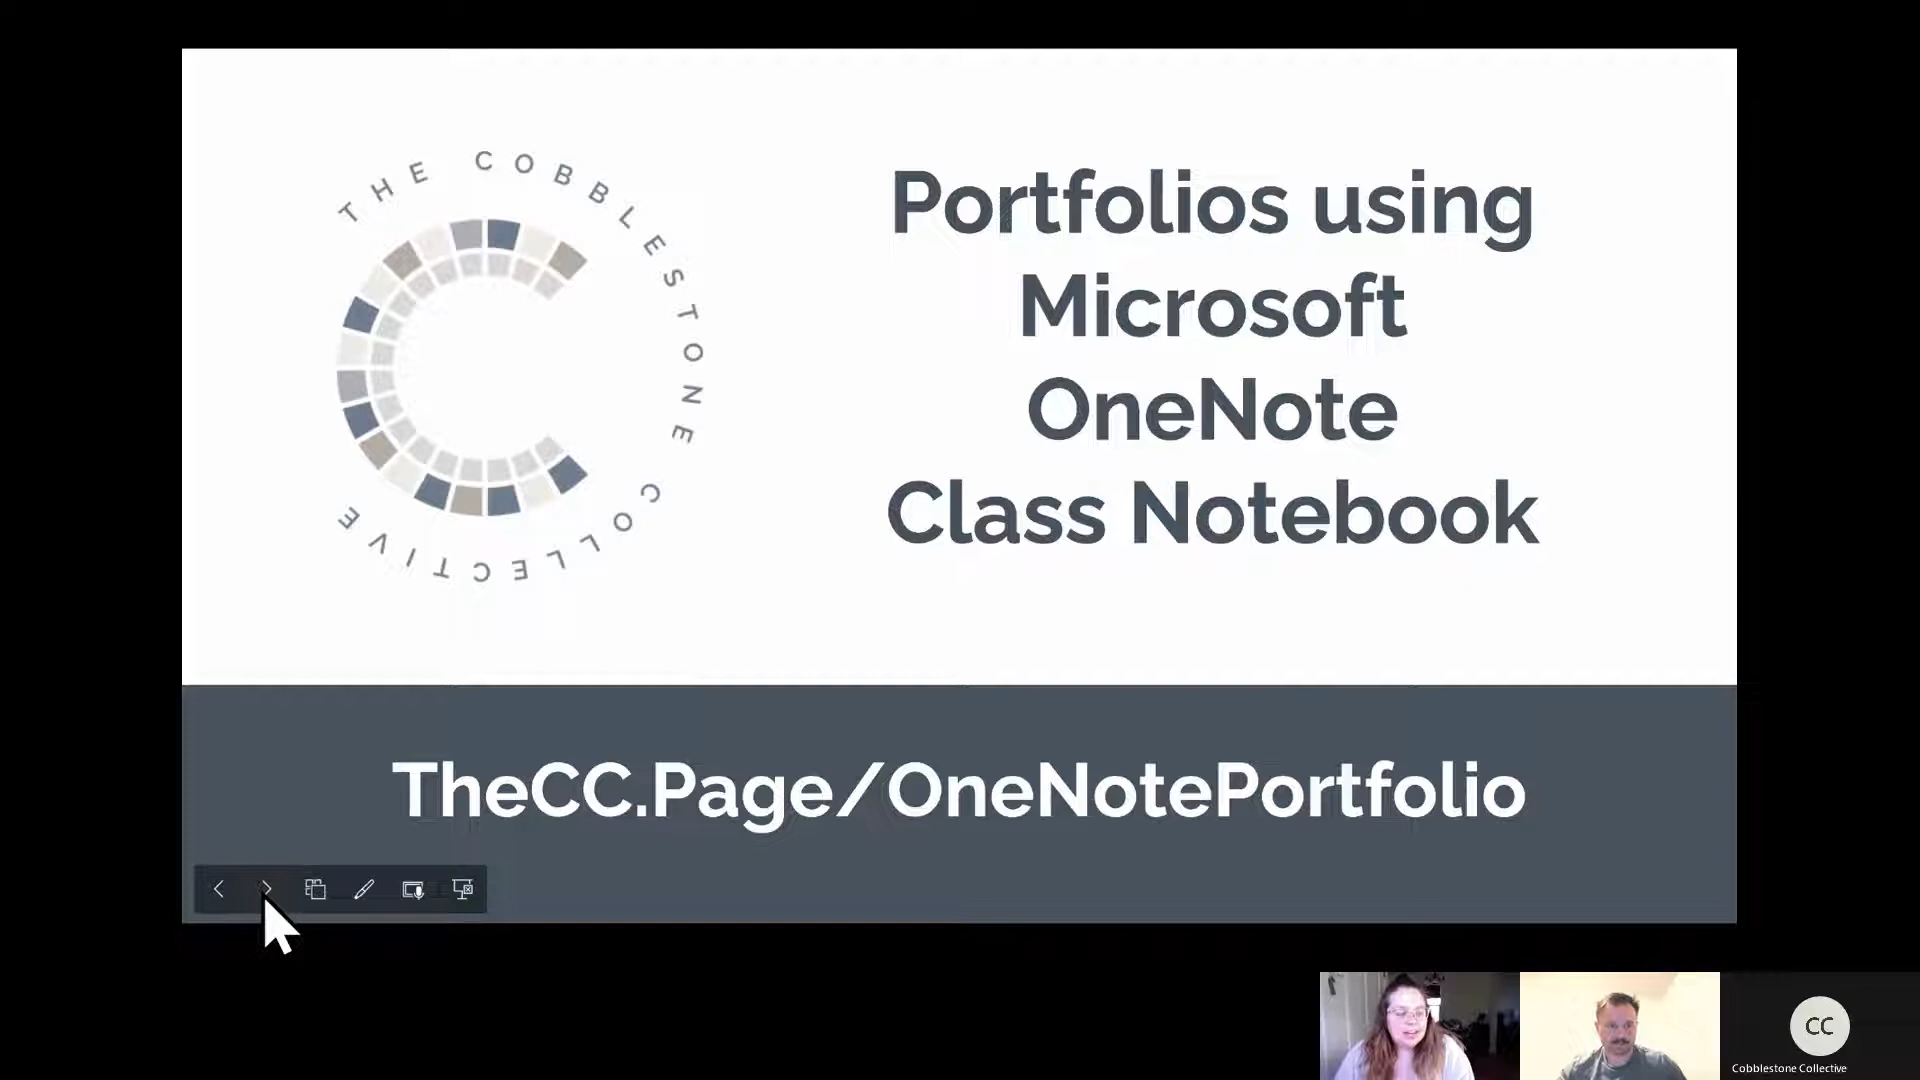 THE COBBLESTONE COLLECTIVE
Portfolios using
Microsoft
OneNote
Class Notebook
TheCC.Page/OneNotePortfolio
CC
Cobblestone Collective